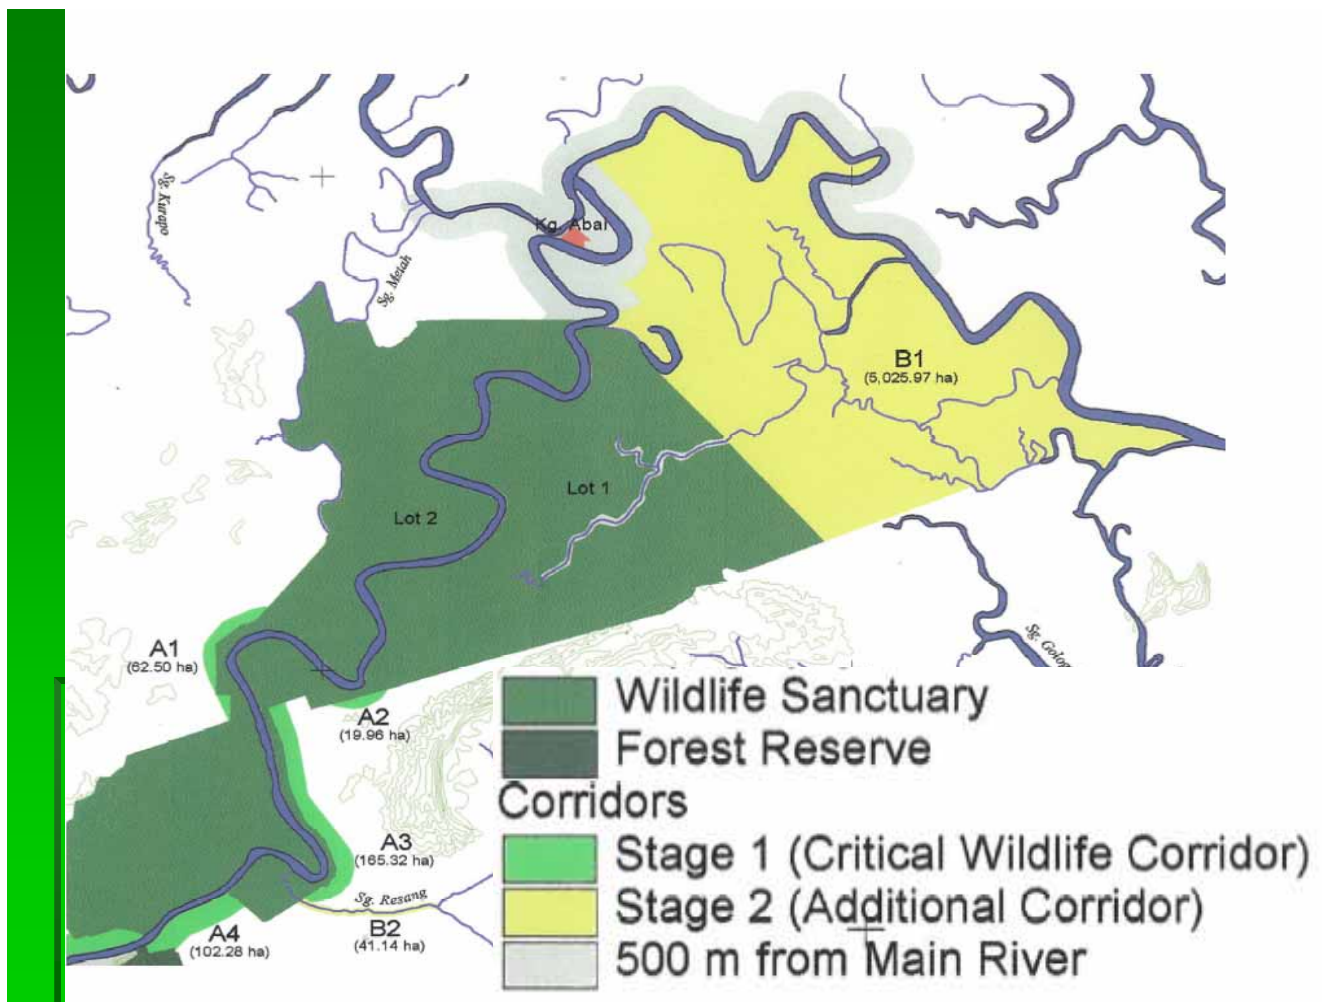 Sg. Kurapo
Kg. Abai
Sg. Metah
B1
(5,025.97 ha)
Lot 1
Lot 2
A1
(62.50 ha)
A2
(19.96 ha)
A3
(165.32 ha)
Sg. Resang
B2
(41.14 ha)
A4
(102.28 ha)
Wildlife Sanctuary
Forest Reserve
Corridors
Stage 1 (Critical Wildlife Corridor)
Stage 2 (Additional Corridor)
500 m from Main River